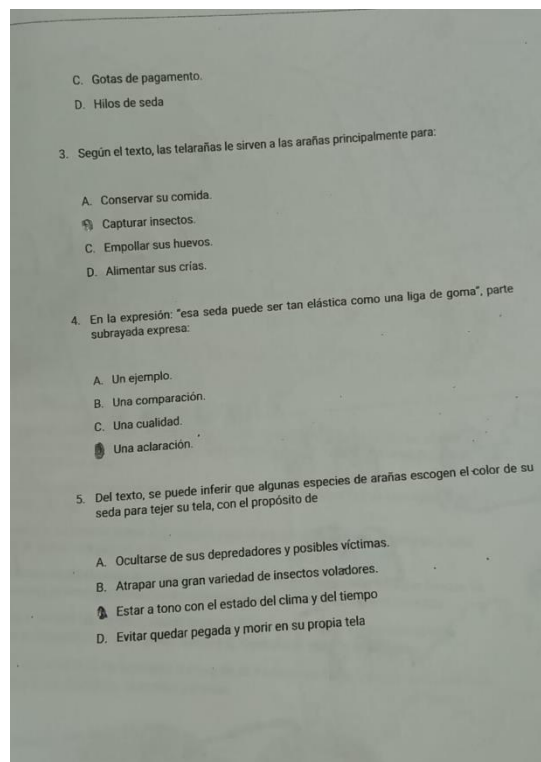 C. Gotas de pagamento.
D. Hilos de seda
3. Según el texto, las telarañas le sirven a las arañas principalmente para:
A. Conservar su comida.
Capturar insectos.
C. Empollar sus huevos.
D. Alimentar sus crías.
4. En la expresión: "esa seda puede ser tan elástica como una liga de goma", parte
subrayada expresa:
A. Un ejemplo.
B. Una comparación.
C. Una cualidad.
Una aclaración.
5. Del texto, se puede inferir que algunas especies de arañas escogen el color de su
seda para tejer su tela, con el propósito de
A. Ocultarse de sus depredadores y posibles víctimas.
B. Atrapar una gran variedad de insectos voladores.
Estar a tono con el estado del clima y del tiempo
D. Evitar quedar pegada y morir en su propia tela